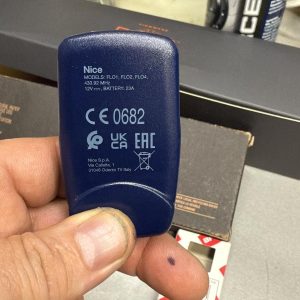 Nice
MODELS: FLO1, FLO2, FLO4,
433.92 MHz
12V⎓, BATTERY: 23A
CE 0682
UK
CA
EAC
Nice S.p.A.
Via Callalta, 1
31046 Oderzo TV Italy